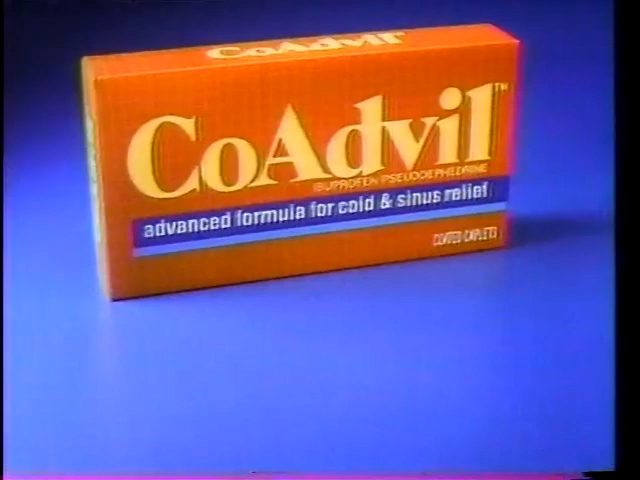 CoAdvil
CoAdvil™
IBUPROFEN PSEUDOEPHEDRINE
advanced formula for cold & sinus relief
COATED CAPLETS